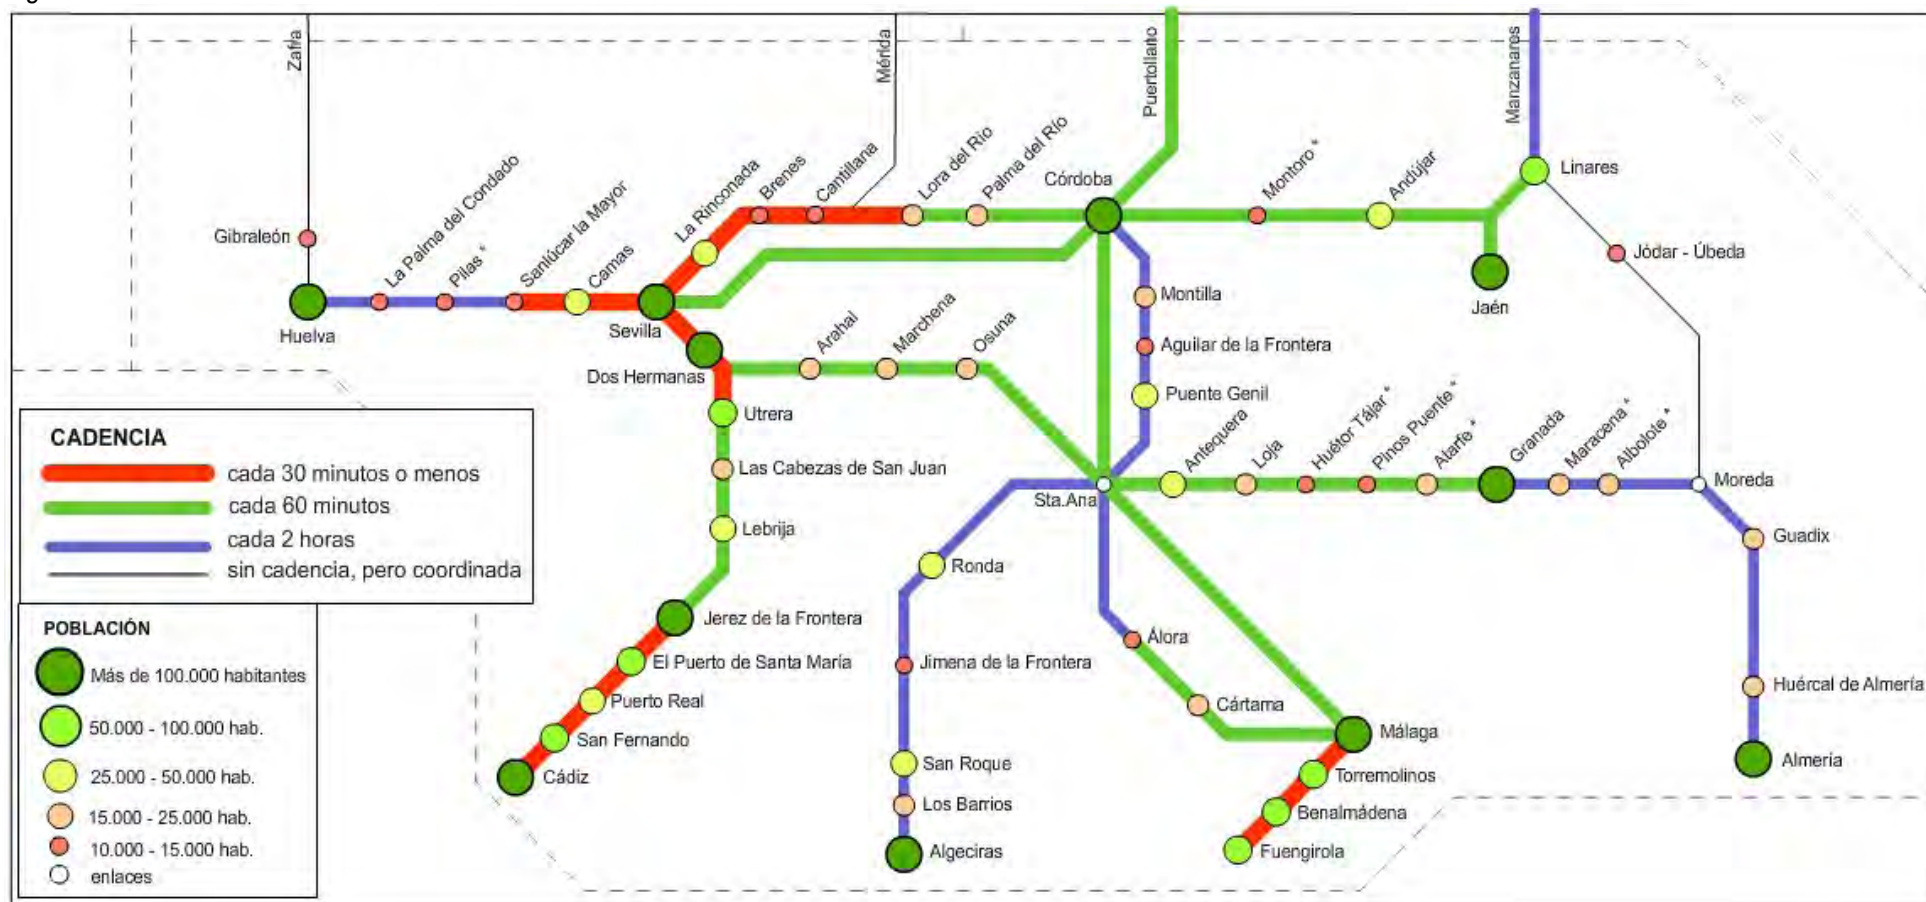 Zafra
Mérida
Puertollano
Manzanaros
Gibraleón
Huelva
La Palma del Condado
Pilas *
Sanlúcar la Mayor
Camas
Sevilla
La Rinconada
Brenes
Cantillana
Lora del Río
Palma del Río
Córdoba
Montoro *
Andújar
Linares
Jaén
Jódar - Úbeda
Dos Hermanas
Arahal
Marchena
Osuna
Montilla
Aguilar de la Frontera
Puente Genil
Utrera
Las Cabezas de San Juan
Lebrija
Jerez de la Frontera
El Puerto de Santa María
Puerto Real
San Fernando
Cádiz
Sta.Ana
Antequera
Loja
Huétor Tájar *
Pinos Puente *
Atarfe *
Granada
Maracena *
Albolote *
Moreda
Guadix
Huércal de Almería
Almería
Ronda
Jimena de la Frontera
San Roque
Los Barrios
Algeciras
Álora
Cártama
Málaga
Torremolinos
Benalmádena
Fuengirola
CADENCIA
cada 30 minutos o menos
cada 60 minutos
cada 2 horas
sin cadencia, pero coordinada
POBLACIÓN
Más de 100.000 habitantes
50.000 - 100.000 hab.
25.000 - 50.000 hab.
15.000 - 25.000 hab.
10.000 - 15.000 hab.
enlaces